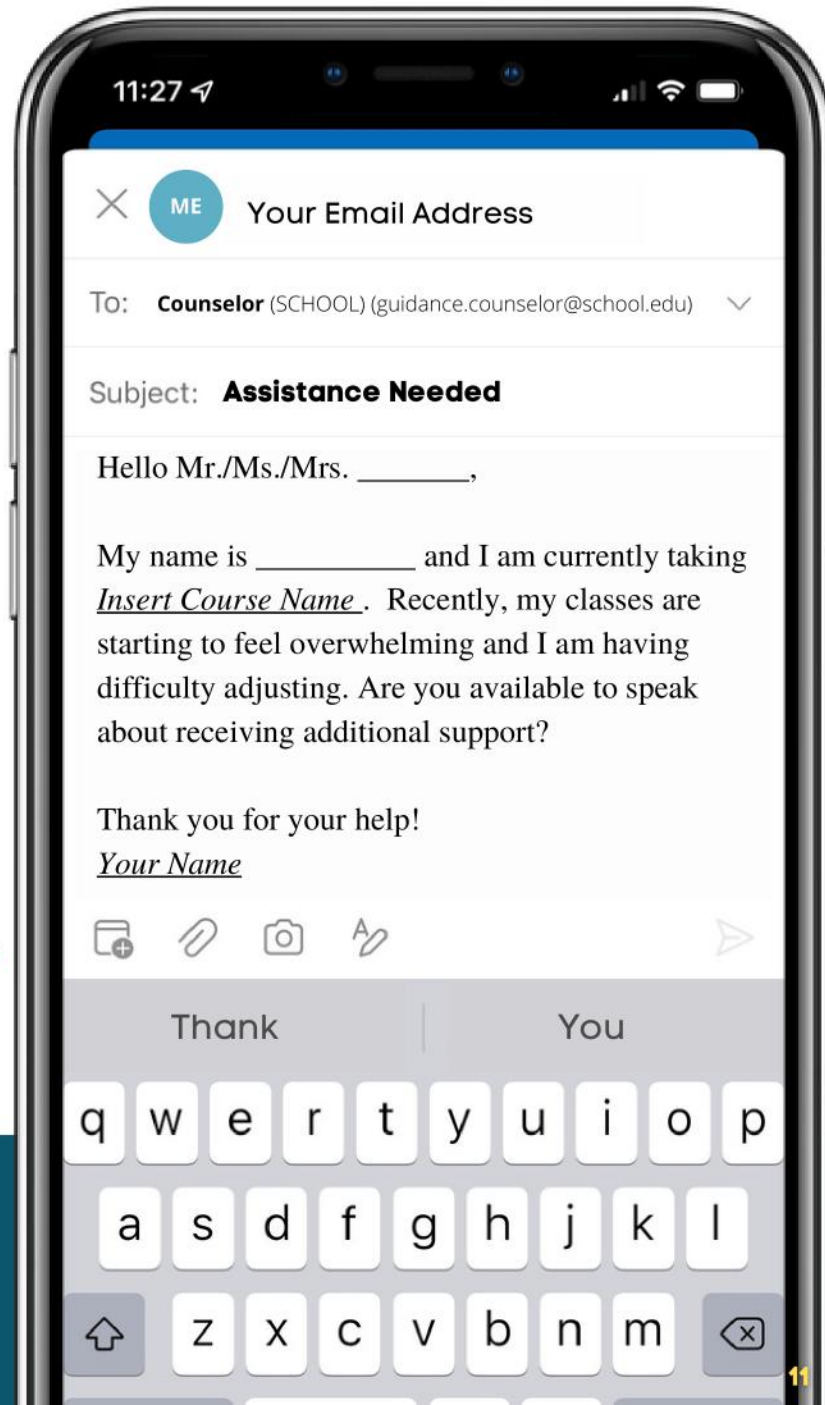 11:27
ME Your Email Address
To: Counselor (SCHOOL) (guidance.counselor@school.edu)
Subject: Assistance Needed
Hello Mr./Ms./Mrs. _______,
My name is __________ and I am currently taking
Insert Course Name . Recently, my classes are
starting to feel overwhelming and I am having
difficulty adjusting. Are you available to speak
about receiving additional support?
Thank you for your help!
Your Name
Thank You
q w e r t y u i o p
a s d f g h j k l
z x c v b n m
11